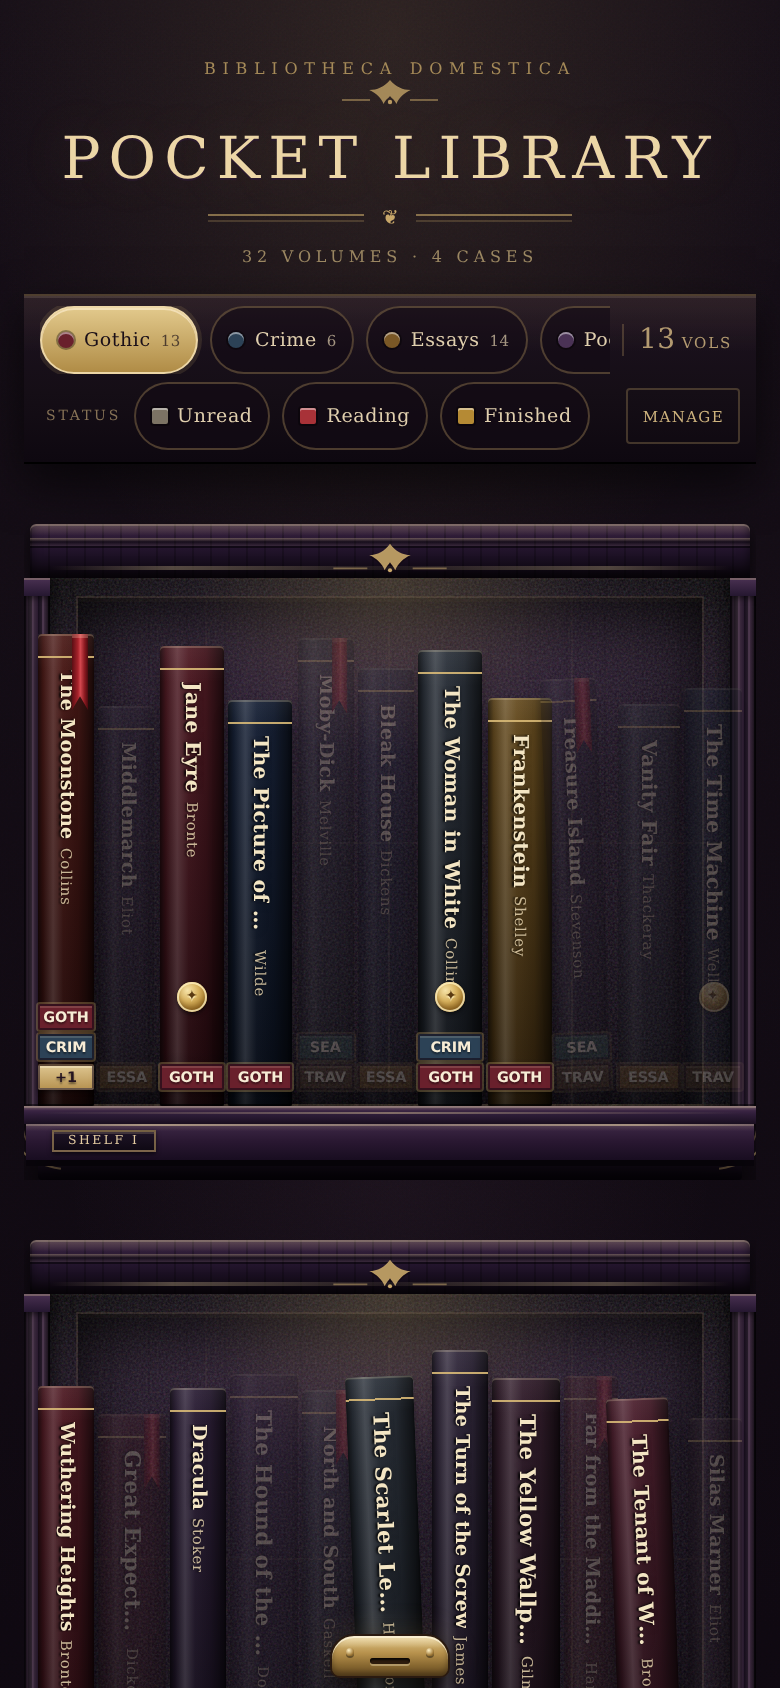 BIBLIOTHECA DOMESTICA
POCKET LIBRARY
32 VOLUMES · 4 CASES
Gothic 13
Crime 6
Essays 14
13 VOLS
STATUS
Unread
Reading
Finished
MANAGE
The Moonstone Collins
GOTH
CRIM
+1
Middlemarch Eliot
ESSA
Jane Eyre Bronte
GOTH
The Picture of ... Wilde
GOTH
Moby-Dick Melville
SEA
TRAV
Bleak House Dickens
ESSA
The Woman in White
CRIM
GOTH
Frankenstein Shelley
GOTH
Treasure Island Stevenson
SEA
TRAV
Vanity Fair Thackeray
ESSA
The Time Machine
TRAV
SHELF I
Wuthering Heights
Great Expect...
Dracula Stoker
The Hound of the ...
North and South
The Scarlet Le...
The Turn of the Screw James
The Yellow Wallp...
Far from the Maddi...
The Tenant of W...
Silas Marner Eliot